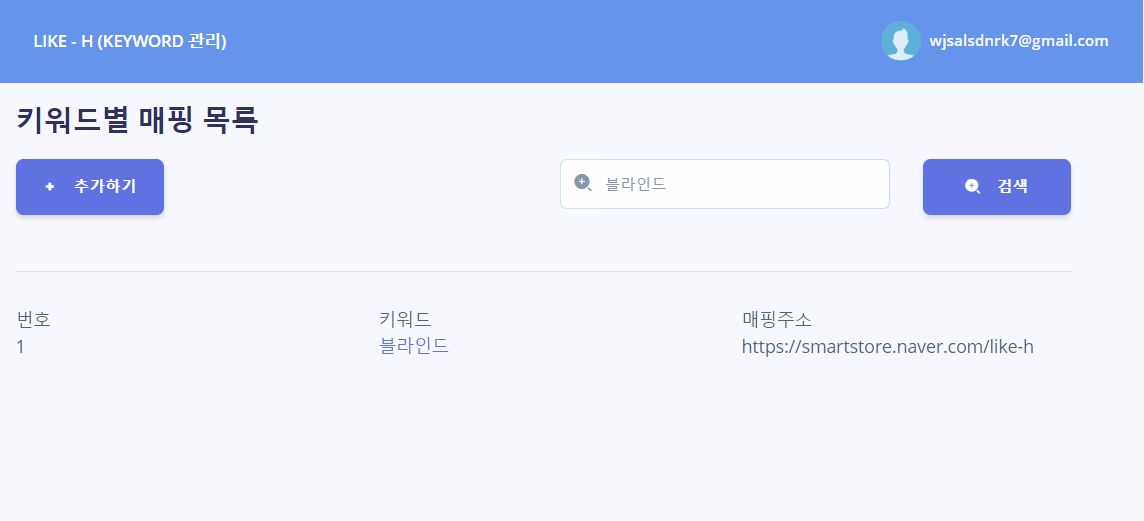 LIKE - H (KEYWORD 관리)
wjsalsdnrk7@gmail.com
키워드별 매핑 목록
추가하기
블라인드
검색
번호 키워드 매핑주소
1 블라인드 https://smartstore.naver.com/like-h